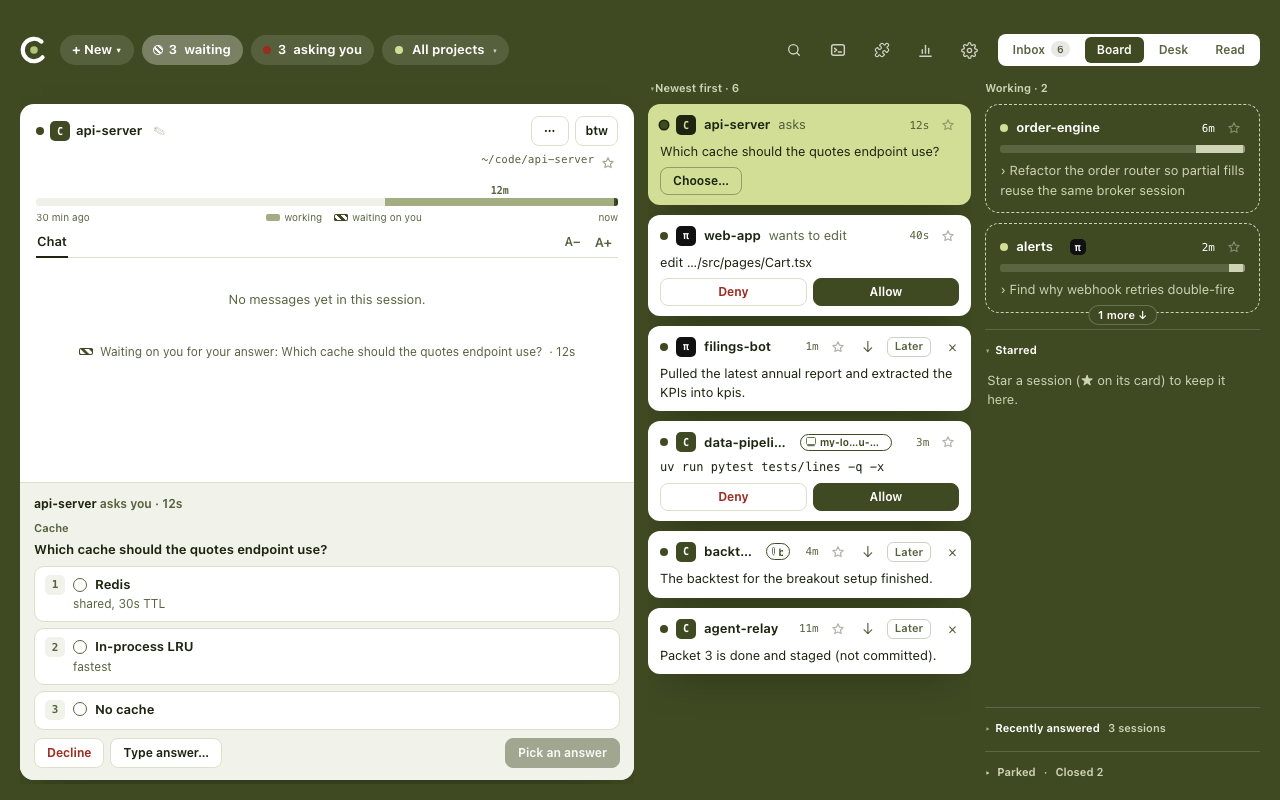 + New ▾
3 waiting
3 asking you
All projects ▾
Inbox 6
Board
Desk
Read
C api-server
···
btw
~/code/api-server
12m
30 min ago
working
waiting on you
now
Chat
A−
A+
No messages yet in this session.
Waiting on you for your answer: Which cache should the quotes endpoint use? · 12s
api-server asks you · 12s
Cache
Which cache should the quotes endpoint use?
1 Redis
shared, 30s TTL
2 In-process LRU
fastest
3 No cache
Decline
Type answer...
Pick an answer
Newest first · 6
C api-server asks 12s
Which cache should the quotes endpoint use?
Choose...
π web-app wants to edit 40s
edit .../src/pages/Cart.tsx
Deny
Allow
π filings-bot 1m ↓ Later ×
Pulled the latest annual report and extracted the
KPIs into kpis.
C data-pipeli... my-lo...u-... 3m
uv run pytest tests/lines -q -x
Deny
Allow
C backt... 4m ↓ Later ×
The backtest for the breakout setup finished.
C agent-relay 11m ↓ Later ×
Packet 3 is done and staged (not committed).
Working · 2
order-engine 6m
› Refactor the order router so partial fills
reuse the same broker session
alerts π 2m
› Find why webhook retries double-fire
1 more ↓
Starred
Star a session (★ on its card) to keep it
here.
Recently answered 3 sessions
Parked · Closed 2